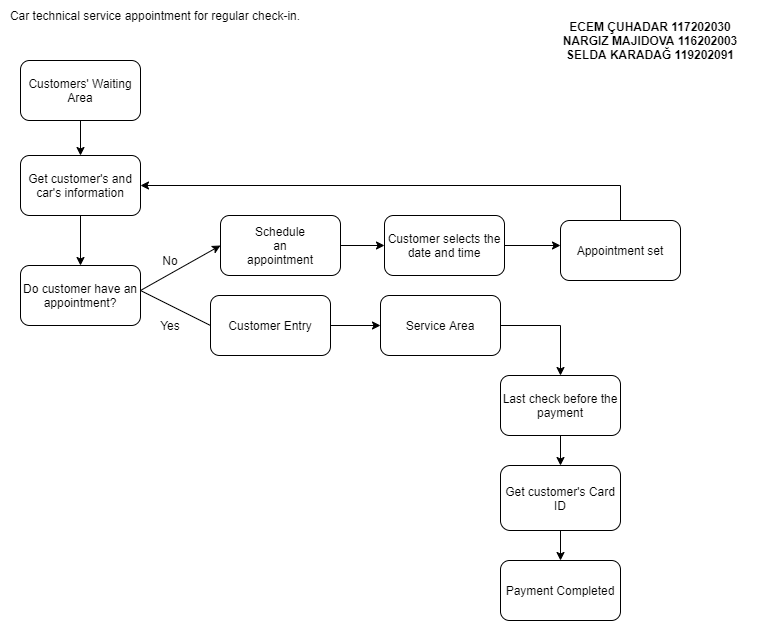 Car technical service appointment for regular check-in.
ECEM ÇUHADAR 117202030
NARGIZ MAJIDOVA 116202003
SELDA KARADAĞ 119202091
Customers' Waiting
Area
Get customer's and
car's information
Do customer have an
appointment?
No
Schedule
an
appointment
Customer selects the
date and time
Appointment set
Yes
Customer Entry
Service Area
Last check before the
payment
Get customer's Card
ID
Payment Completed